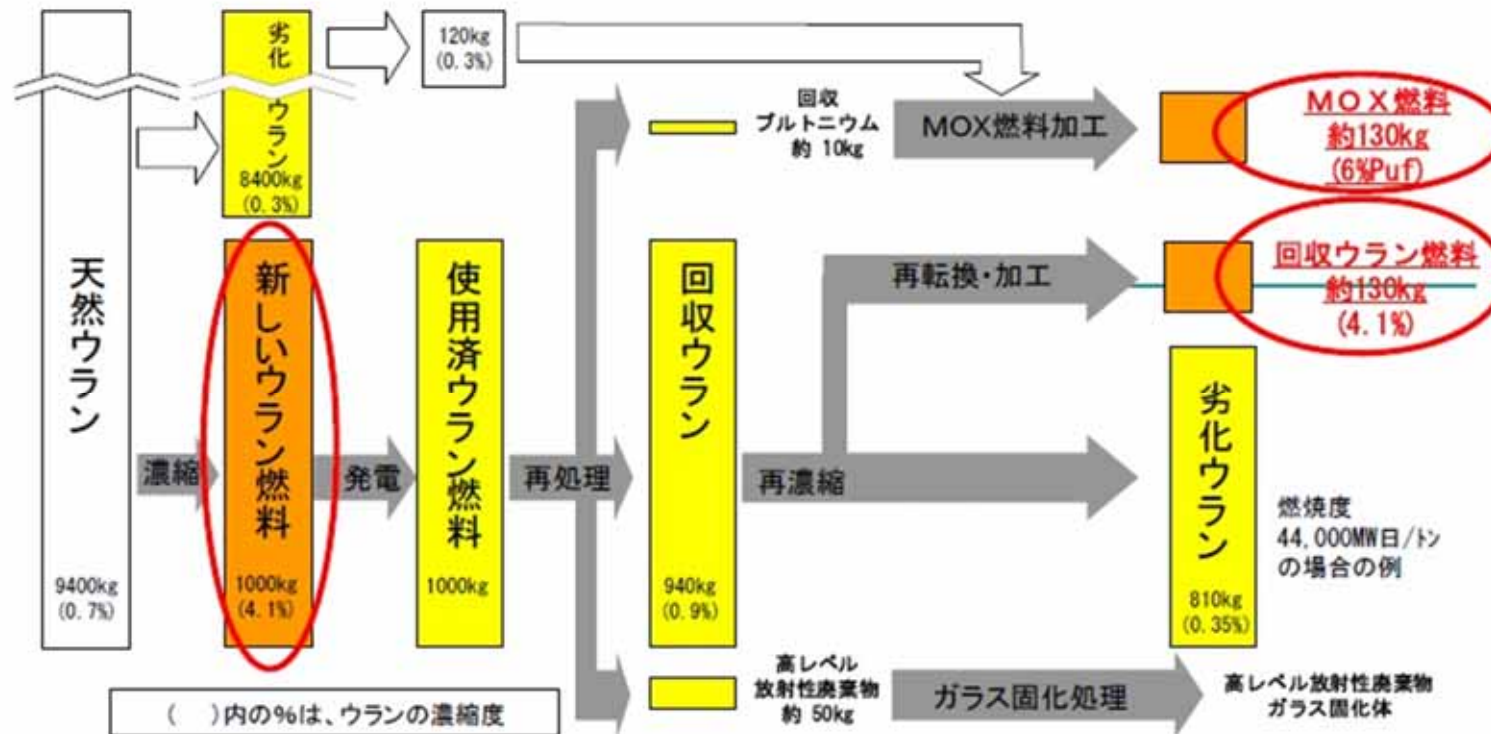 劣化ウラン
8400kg
(0.3%)
120kg
(0.3%)
回収
プルトニウム
約 10kg
MOX燃料加工
MOX燃料
約130kg
(6%Puf)
天然ウラン
9400kg
(0.7%)
濃縮
新しいウラン燃料
1000kg
(4.1%)
発電
使用済ウラン燃料
1000kg
再処理
回収ウラン
940kg
(0.9%)
再濃縮
再転換・加工
回収ウラン燃料
約130kg
(4.1%)
劣化ウラン
810kg
(0.35%)
燃焼度
44,000MW日/トン
の場合の例
高レベル
放射性廃棄物
約 50kg
ガラス固化処理
高レベル放射性廃棄物
ガラス固化体
( )内の%は、ウランの濃縮度